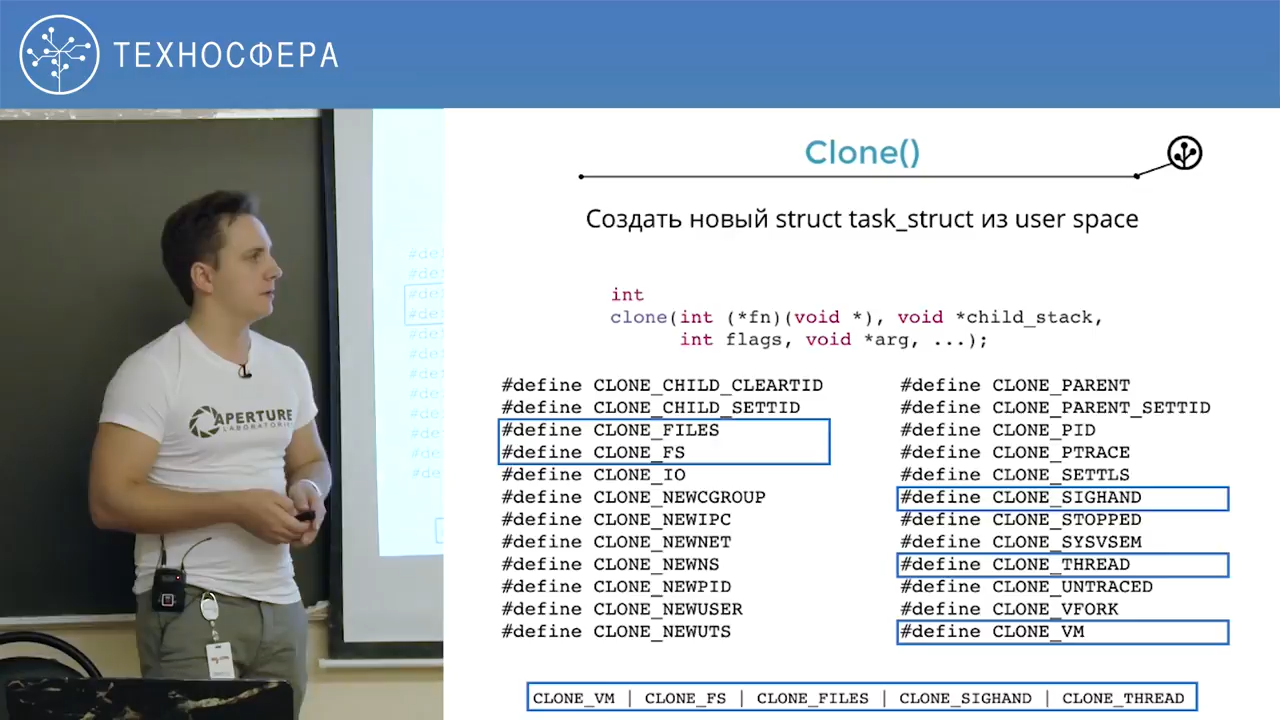 ТЕХНОСФЕРА
Clone()
Создать новый struct task_struct из user space
int
clone(int (*fn)(void *), void *child_stack,
int flags, void *arg, ...);
#define CLONE_CHILD_CLEARTID
#define CLONE_CHILD_SETTID
#define CLONE_FILES
#define CLONE_FS
#define CLONE_IO
#define CLONE_NEWCGROUP
#define CLONE_NEWIPC
#define CLONE_NEWNET
#define CLONE_NEWNS
#define CLONE_NEWPID
#define CLONE_NEWUSER
#define CLONE_NEWUTS
#define CLONE_PARENT
#define CLONE_PARENT_SETTID
#define CLONE_PID
#define CLONE_PTRACE
#define CLONE_SETTLS
#define CLONE_SIGHAND
#define CLONE_STOPPED
#define CLONE_SYSVSEM
#define CLONE_THREAD
#define CLONE_UNTRACED
#define CLONE_VFORK
#define CLONE_VM
CLONE_VM | CLONE_FS | CLONE_FILES | CLONE_SIGHAND | CLONE_THREAD
APERTURE
LABORATORIES